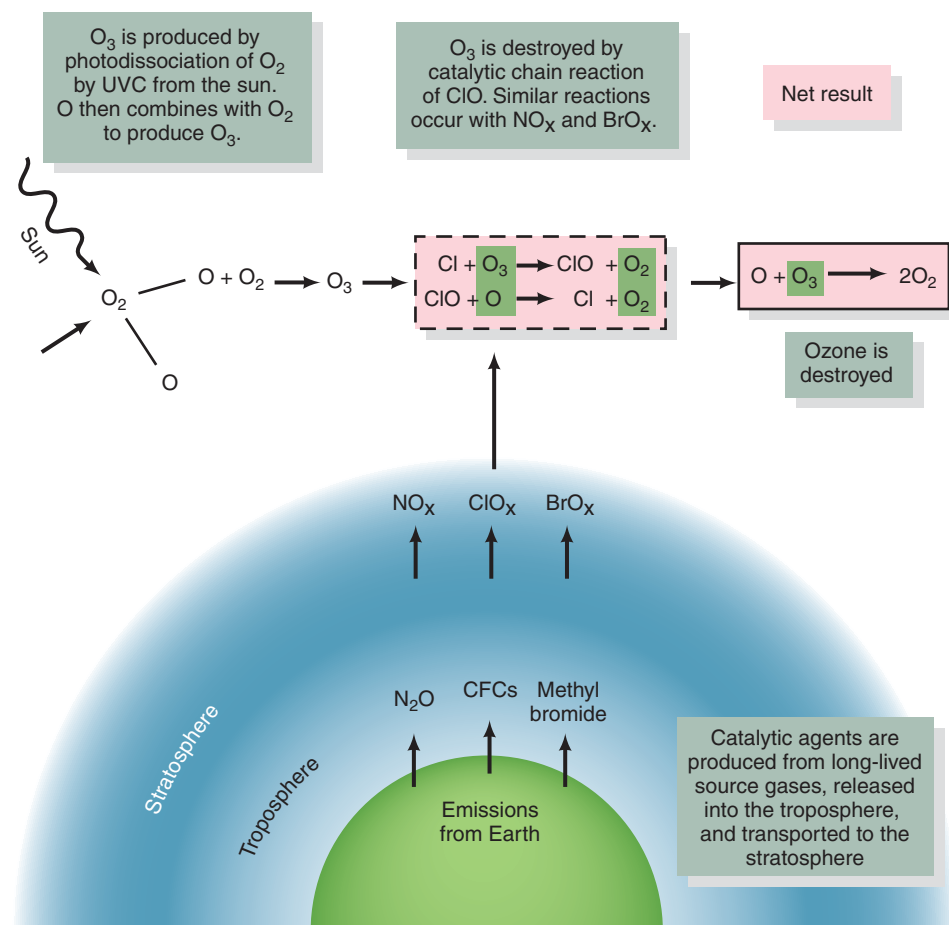 O₃ is produced by
photodissociation of O₂
by UVC from the sun.
O then combines with O₂
to produce O₃.
O₃ is destroyed by
catalytic chain reaction
of ClO. Similar reactions
occur with NOₓ and BrOₓ.
Net result
Sun
O₂
O + O₂
O₃
O
Cl + O₃ → ClO + O₂
ClO + O → Cl + O₂
O + O₃ → 2O₂
Ozone is
destroyed
NOₓ
ClOₓ
BrOₓ
N₂O
CFCs
Methyl
bromide
Stratosphere
Troposphere
Emissions
from Earth
Catalytic agents are
produced from long-lived
source gases, released
into the troposphere,
and transported to the
stratosphere